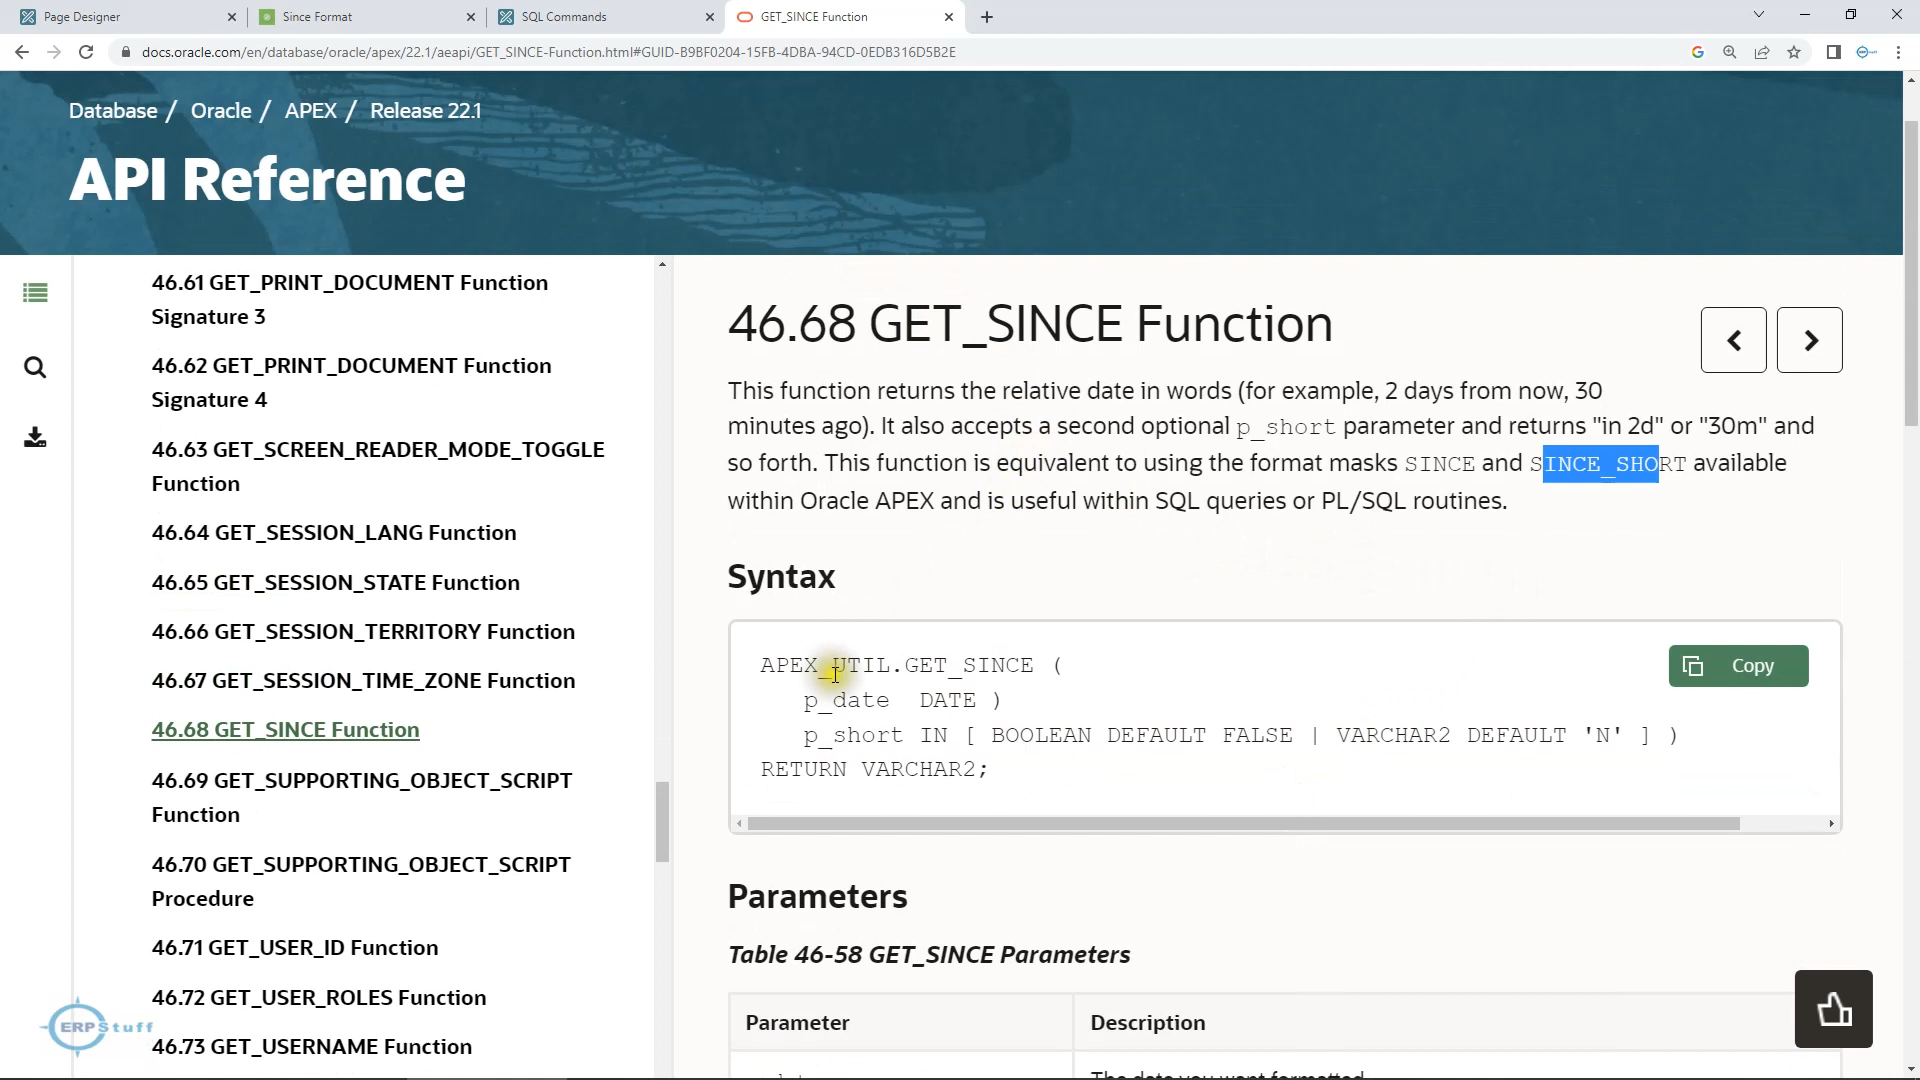 Page Designer
Since Format
SQL Commands
GET_SINCE Function
docs.oracle.com/en/database/oracle/apex/22.1/aeapi/GET_SINCE-Function.html#GUID-B9BF0204-15FB-4DBA-94CD-0EDB316D5B2E
Database / Oracle / APEX / Release 22.1
API Reference
46.61 GET_PRINT_DOCUMENT Function
Signature 3
46.62 GET_PRINT_DOCUMENT Function
Signature 4
46.63 GET_SCREEN_READER_MODE_TOGGLE
Function
46.64 GET_SESSION_LANG Function
46.65 GET_SESSION_STATE Function
46.66 GET_SESSION_TERRITORY Function
46.67 GET_SESSION_TIME_ZONE Function
46.68 GET_SINCE Function
46.69 GET_SUPPORTING_OBJECT_SCRIPT
Function
46.70 GET_SUPPORTING_OBJECT_SCRIPT
Procedure
46.71 GET_USER_ID Function
46.72 GET_USER_ROLES Function
46.73 GET_USERNAME Function
ERPStuff
46.68 GET_SINCE Function
This function returns the relative date in words (for example, 2 days from now, 30
minutes ago). It also accepts a second optional p_short parameter and returns "in 2d" or "30m" and
so forth. This function is equivalent to using the format masks SINCE and SINCE_SHORT available
within Oracle APEX and is useful within SQL queries or PL/SQL routines.
Syntax
Copy
APEX_UTIL.GET_SINCE (
p_date DATE )
p_short IN [ BOOLEAN DEFAULT FALSE | VARCHAR2 DEFAULT 'N' ] )
RETURN VARCHAR2;
Parameters
Table 46-58 GET_SINCE Parameters
Parameter Description
The date you want formatted